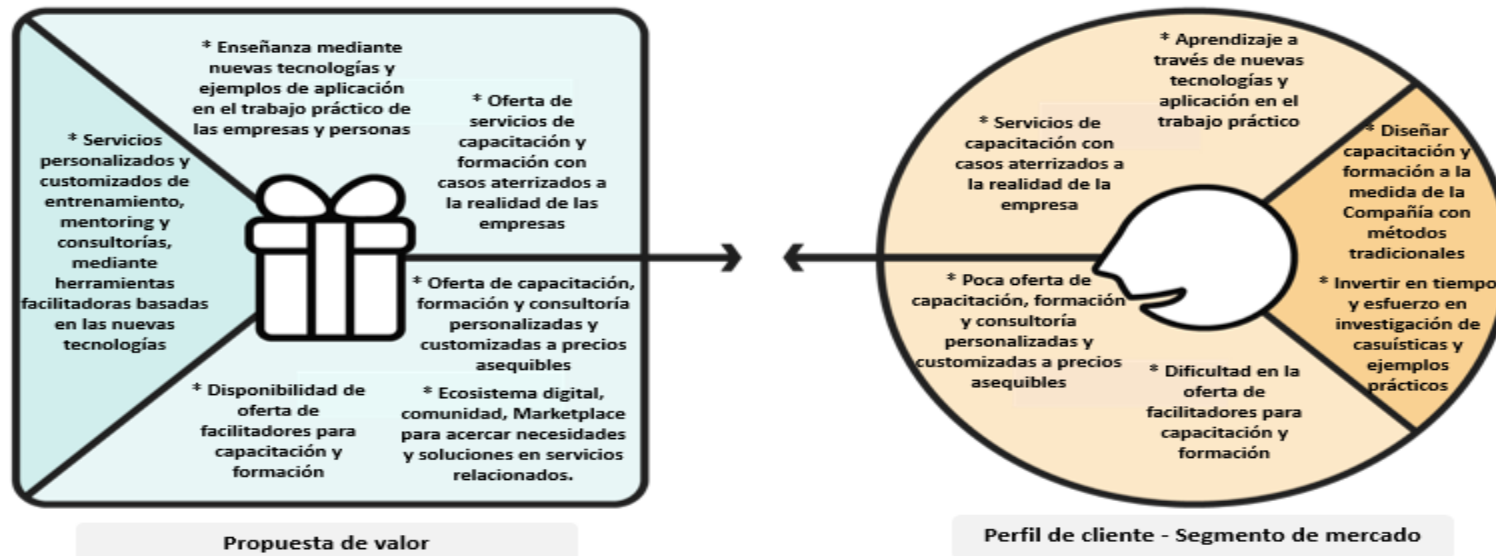 * Enseñanza mediante
nuevas tecnologías y
ejemplos de aplicación
en el trabajo práctico de
las empresas y personas
* Oferta de
servicios de
capacitación y
formación con
casos aterrizados a
la realidad de las
empresas
* Servicios
personalizados y
customizados de
entrenamiento,
mentoring y
consultorías,
mediante
herramientas
facilitadoras basadas
en las nuevas
tecnologías
* Oferta de capacitación,
formación y consultoría
personalizadas y
customizadas a precios
asequibles
* Disponibilidad de
oferta de
facilitadores para
capacitación y
formación
* Ecosistema digital,
comunidad, Marketplace
para acercar necesidades
y soluciones en servicios
relacionados.
Propuesta de valor
* Aprendizaje a
través de nuevas
tecnologías y
aplicación en el
trabajo práctico
* Servicios de
capacitación con
casos aterrizados a
la realidad de la
empresa
* Diseñar
capacitación y
formación a la
medida de la
Compañía con
métodos
tradicionales
* Invertir en tiempo
y esfuerzo en
investigación de
casuísticas y
ejemplos
prácticos
* Poca oferta de
capacitación, formación
y consultoría
personalizadas y
customizadas a precios
asequibles
* Dificultad en la
oferta de
facilitadores para
capacitación y
formación
Perfil de cliente - Segmento de mercado